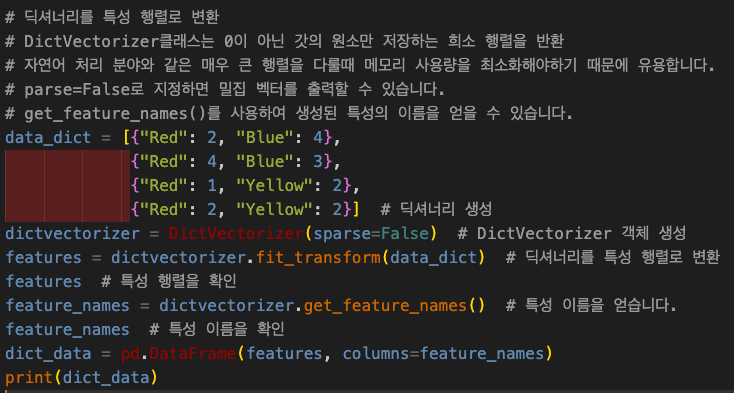 # 딕셔너리를 특성 행렬로 변환
# DictVectorizer클래스는 0이 아닌 갓의 원소만 저장하는 희소 행렬을 반환
# 자연어 처리 분야와 같은 매우 큰 행렬을 다룰때 메모리 사용량을 최소화해야하기 때문에 유용합니다.
# parse=False로 지정하면 밀집 벡터를 출력할 수 있습니다.
# get_feature_names()를 사용하여 생성된 특성의 이름을 얻을 수 있습니다.
data_dict = [{"Red": 2, "Blue": 4},
{"Red": 4, "Blue": 3},
{"Red": 1, "Yellow": 2},
{"Red": 2, "Yellow": 2}]  # 딕셔너리 생성
dictvectorizer = DictVectorizer(sparse=False)  # DictVectorizer 객체 생성
features = dictvectorizer.fit_transform(data_dict)  # 딕셔너리를 특성 행렬로 변환
features  # 특성 행렬을 확인
feature_names = dictvectorizer.get_feature_names()  # 특성 이름을 얻습니다.
feature_names  # 특성 이름을 확인
dict_data = pd.DataFrame(features, columns=feature_names)
print(dict_data)